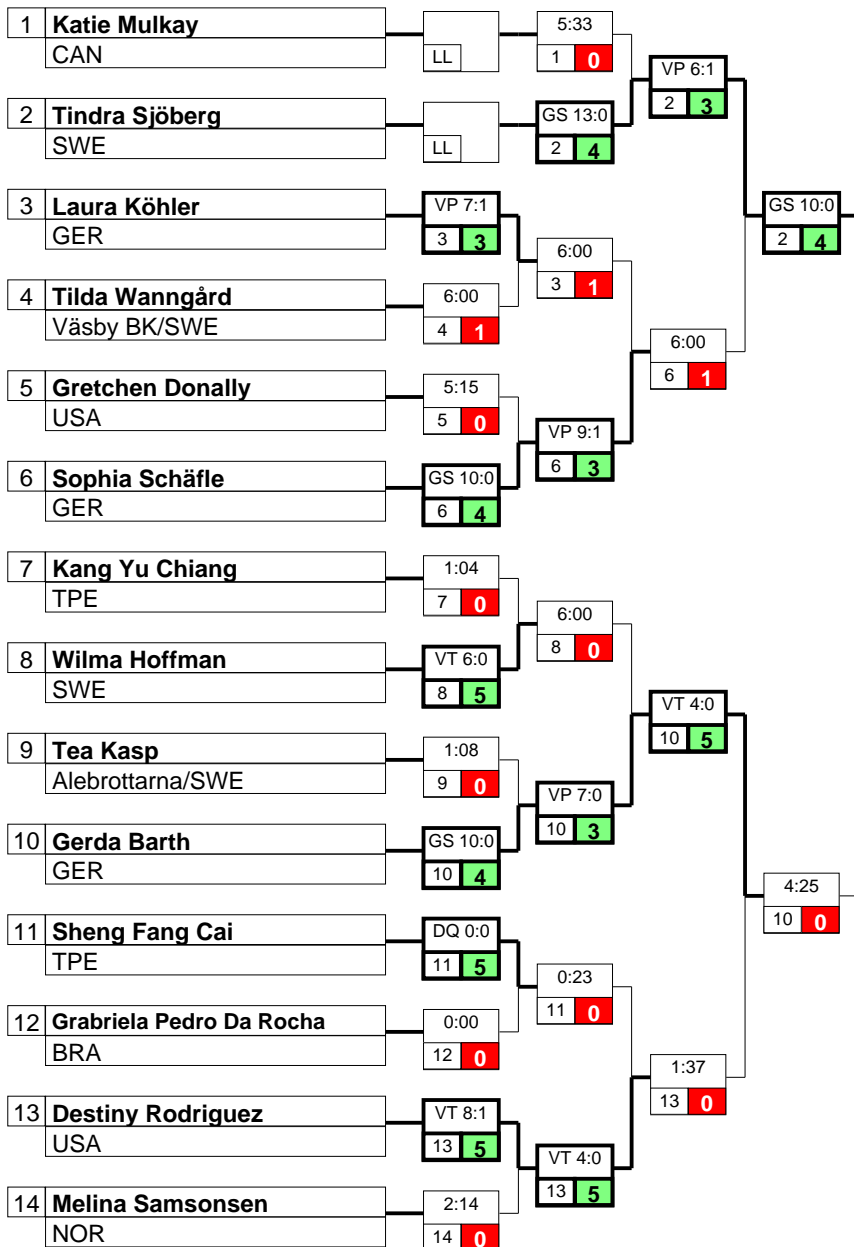 1 Katie Mulkay
CAN
LL
5:33
1 0
VP 6:1
2 3
2 Tindra Sjöberg
SWE
LL
GS 13:0
2 4
3 Laura Köhler
GER
VP 7:1
3 3
GS 10:0
2 4
6:00
3 1
4 Tilda Wanngård
Väsby BK/SWE
6:00
4 1
6:00
6 1
5 Gretchen Donally
USA
5:15
5 0
VP 9:1
6 3
6 Sophia Schäfle
GER
GS 10:0
6 4
7 Kang Yu Chiang
TPE
1:04
7 0
6:00
8 0
8 Wilma Hoffman
SWE
VT 6:0
8 5
VT 4:0
10 5
9 Tea Kasp
Alebrottarna/SWE
1:08
9 0
VP 7:0
10 3
10 Gerda Barth
GER
GS 10:0
10 4
4:25
10 0
11 Sheng Fang Cai
TPE
DQ 0:0
11 5
0:23
11 0
12 Grabriela Pedro Da Rocha
BRA
0:00
12 0
1:37
13 0
13 Destiny Rodriguez
USA
VT 8:1
13 5
VT 4:0
13 5
14 Melina Samsonsen
NOR
2:14
14 0